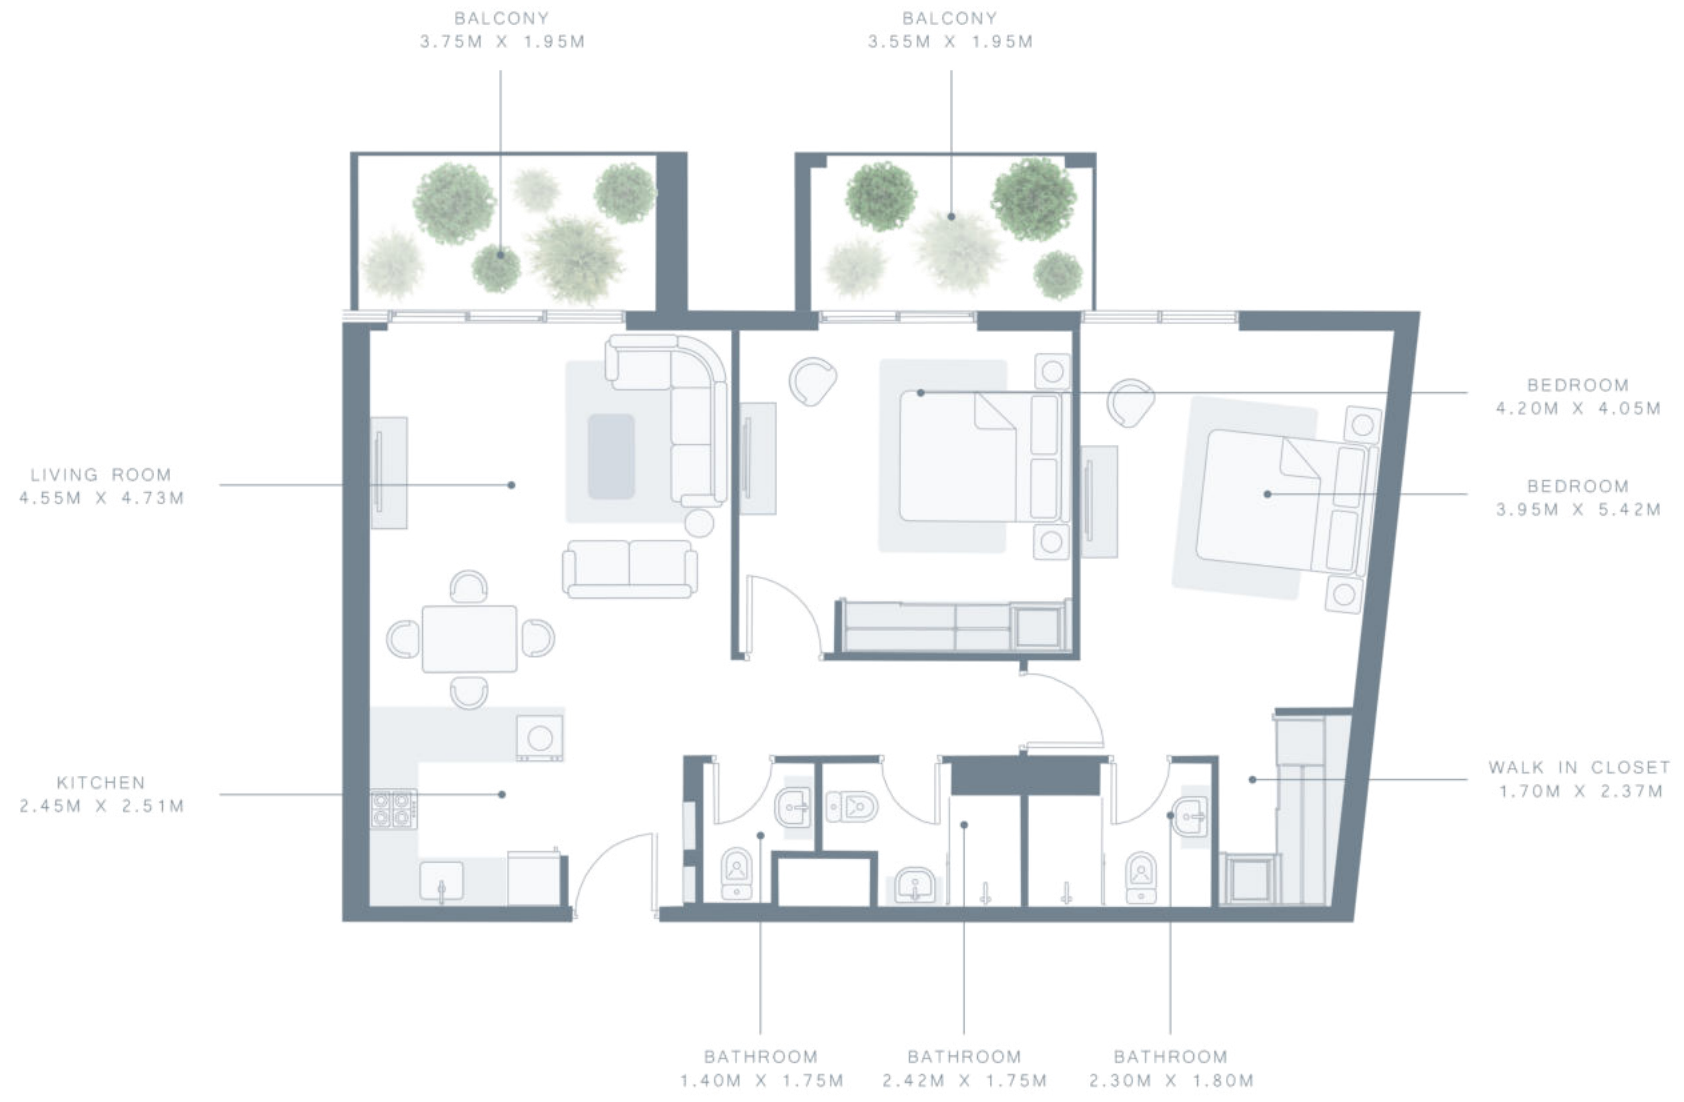 BALCONY
3.75M X 1.95M
BALCONY
3.55M X 1.95M
BEDROOM
4.20M X 4.05M
LIVING ROOM
4.55M X 4.73M
BEDROOM
3.95M X 5.42M
KITCHEN
2.45M X 2.51M
WALK IN CLOSET
1.70M X 2.37M
BATHROOM
1.40M X 1.75M
BATHROOM
2.42M X 1.75M
BATHROOM
2.30M X 1.80M